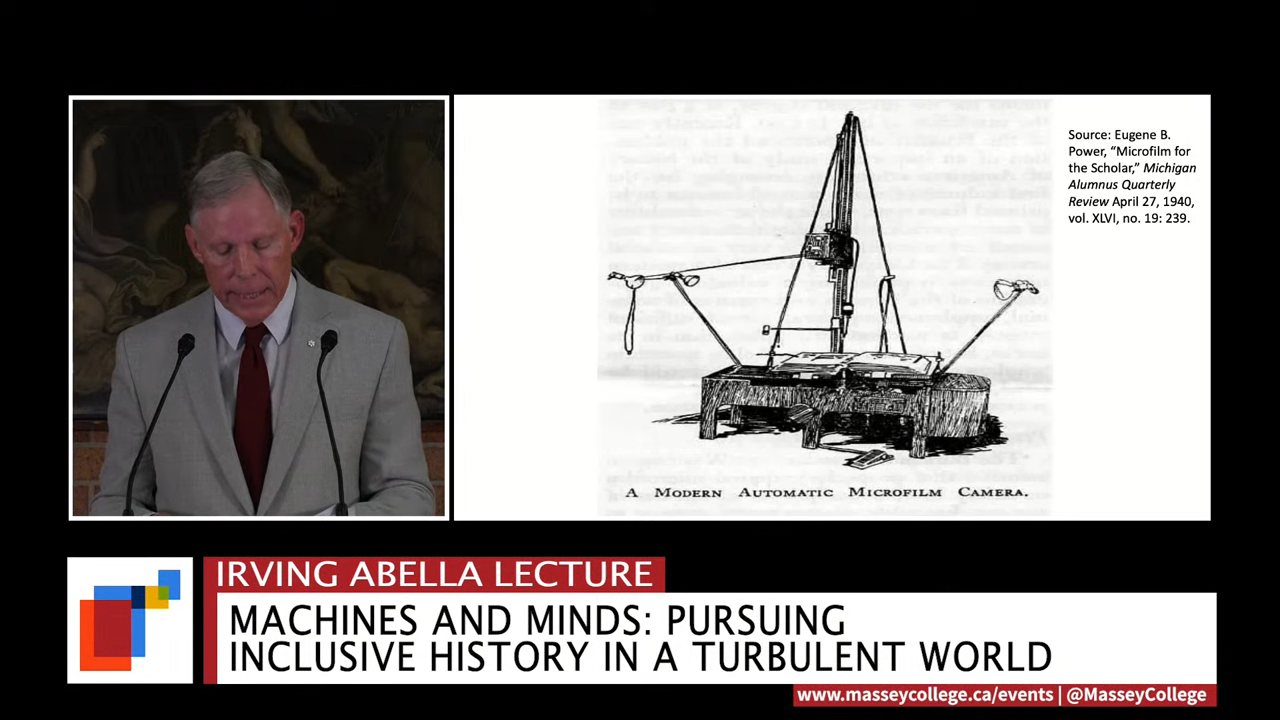 Source: Eugene B.
Power, “Microfilm for
the Scholar,” Michigan
Alumnus Quarterly
Review April 27, 1940,
vol. XLVI, no. 19: 239.
A Modern Automatic Microfilm Camera.
IRVING ABELLA LECTURE
MACHINES AND MINDS: PURSUING
INCLUSIVE HISTORY IN A TURBULENT WORLD
www.masseycollege.ca/events | @MasseyCollege